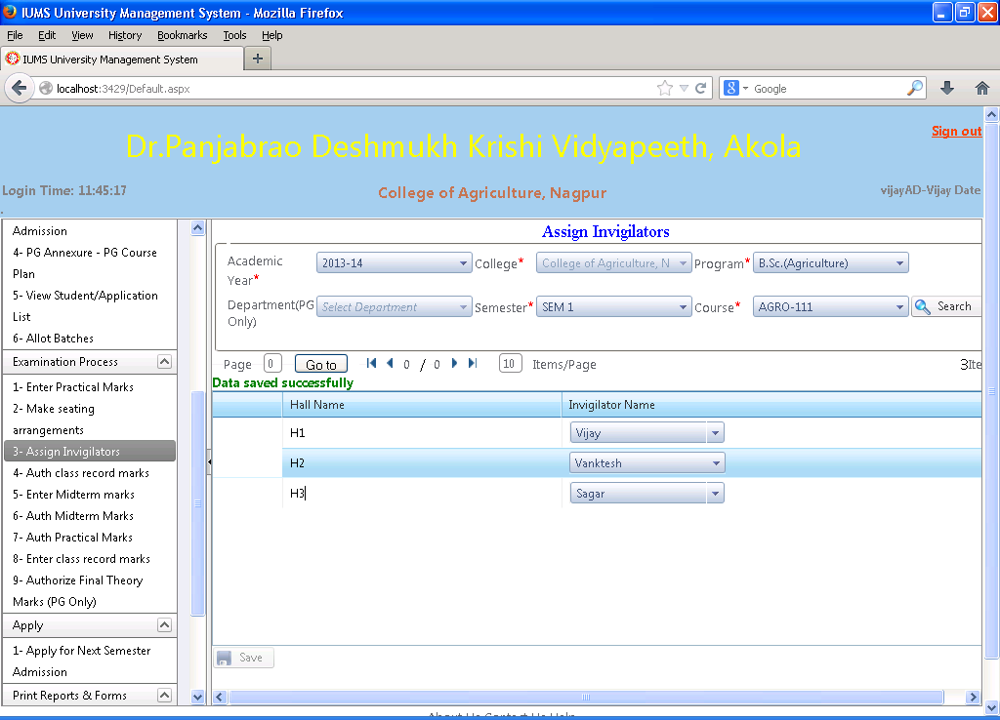 IUMS University Management System - Mozilla Firefox
File Edit View History Bookmarks Tools Help
IUMS University Management System
localhost:3429/Default.aspx
Google
Sign out
Dr.Panjabrao Deshmukh Krishi Vidyapeeth, Akola
Login Time: 11:45:17
College of Agriculture, Nagpur
vijayAD-Vijay Date
Admission
4- PG Annexure - PG Course
Plan
5- View Student/Application
List
6- Allot Batches
Examination Process
1- Enter Practical Marks
2- Make seating
arrangements
3- Assign Invigilators
4- Auth class record marks
5- Enter Midterm marks
6- Auth Midterm Marks
7- Auth Practical Marks
8- Enter class record marks
9- Authorize Final Theory
Marks (PG Only)
Apply
1- Apply for Next Semester
Admission
Print Reports & Forms
Assign Invigilators
Academic Year* 2013-14 College* College of Agriculture, N Program* B.Sc.(Agriculture)
Department(PG Only) Select Department Semester* SEM 1 Course* AGRO-111 Search
Page 0 Go to 0 / 0 10 Items/Page 3Ite
Data saved successfully
Hall Name Invigilator Name
H1 Vijay
H2 Vanktesh
H3 Sagar
Save
About Us Contact Us Help